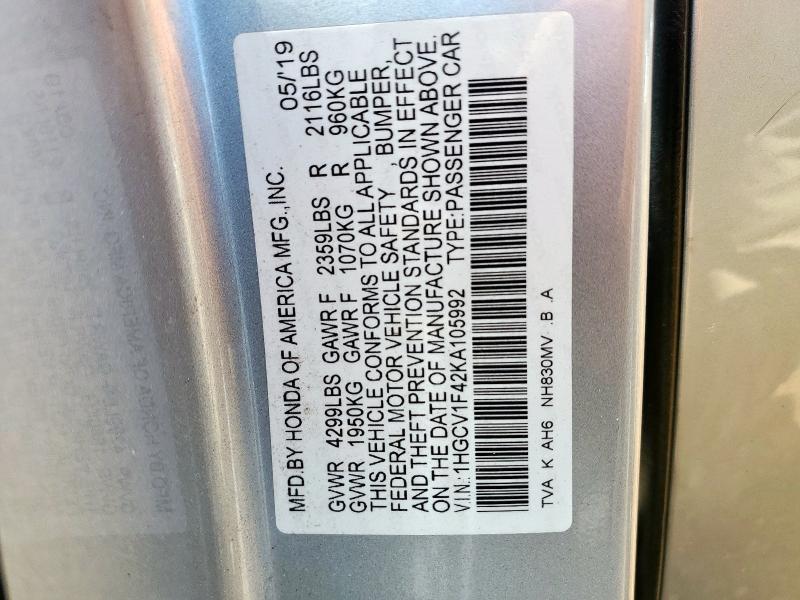 MFD.BY HONDA OF AMERICA MFG.,INC. 05/'19
GVWR 4299LBS GAWR F 2359LBS R 2116LBS
GVWR 1950KG GAWR F 1070KG R 960KG
THIS VEHICLE CONFORMS TO ALL APPLICABLE
FEDERAL MOTOR VEHICLE SAFETY , BUMPER,
AND THEFT PREVENTION STANDARDS IN EFFECT
ON THE DATE OF MANUFACTURE SHOWN ABOVE.
V.I.N.: 1HGCV1F42KA105992 TYPE:PASSENGER CAR
TVA K AH6 NH830MV .B .A